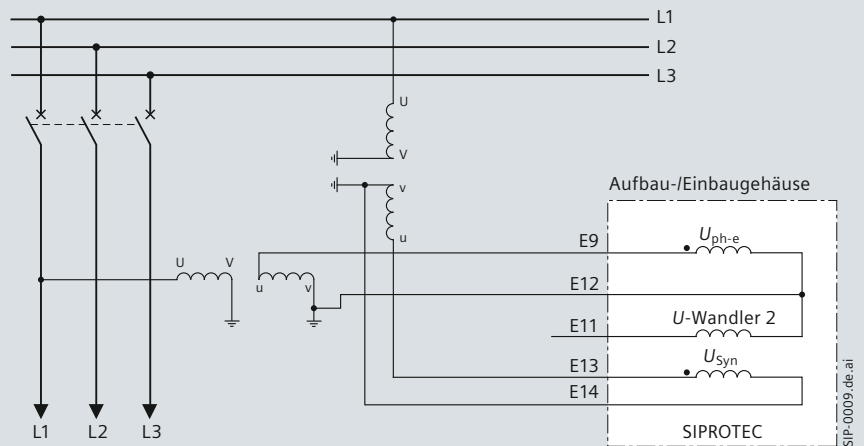 L1
L2
L3
U
V
v
u
Aufbau-/Einbaugehäuse
E9
Uph-e
U
V
u
v
E12
E11
U-Wandler 2
E13
USyn
E14
L1
L2
L3
SIPROTEC
SIP-0009.de.ai